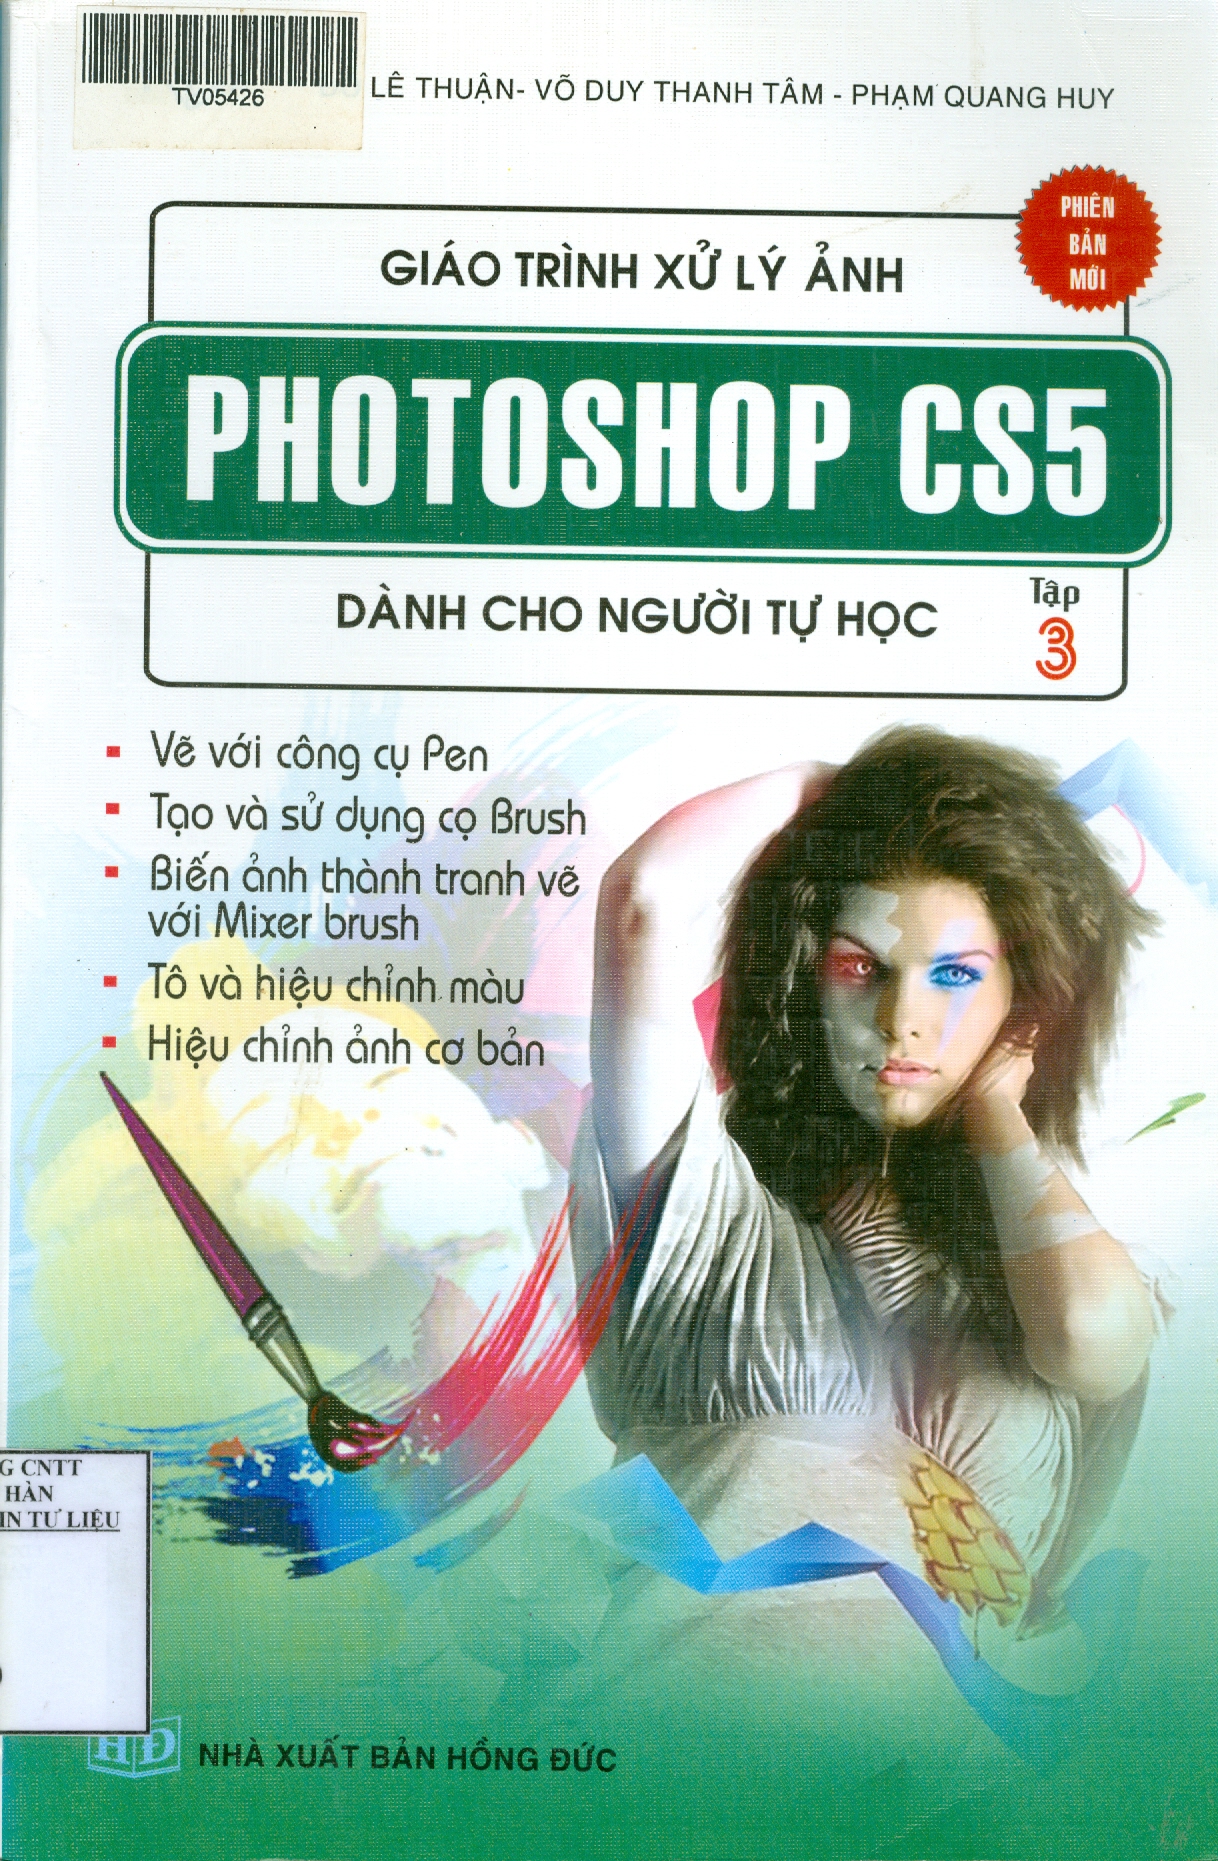 TV05426
LÊ THUẬN- VÕ DUY THANH TÂM - PHẠM QUANG HUY
PHIÊN
BẢN
MỚI
GIÁO TRÌNH XỬ LÝ ẢNH
PHOTOSHOP CS5
DÀNH CHO NGƯỜI TỰ HỌC
Tập
3
Vẽ với công cụ Pen
Tạo và sử dụng cọ Brush
Biến ảnh thành tranh vẽ
với Mixer brush
Tô và hiệu chỉnh màu
Hiệu chỉnh ảnh cơ bản
G CNTT
HÀN
IN TƯ LIỆU
HĐ
NHÀ XUẤT BẢN HỒNG ĐỨC